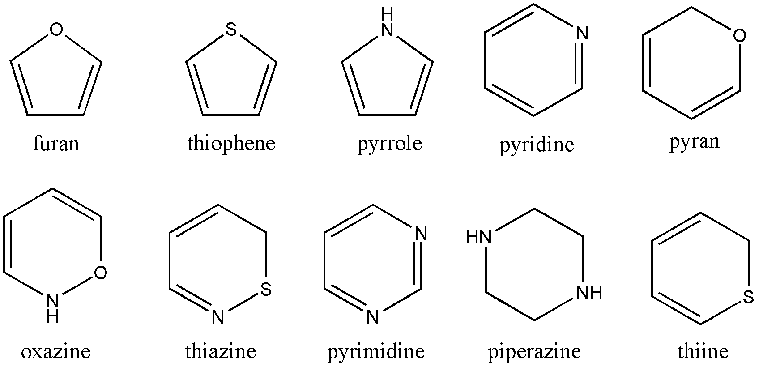 O S H N N O
furan thiophene pyrrole pyridine pyran
O N H S N N N HN NH S
oxazine thiazine pyrimidine piperazine thiine